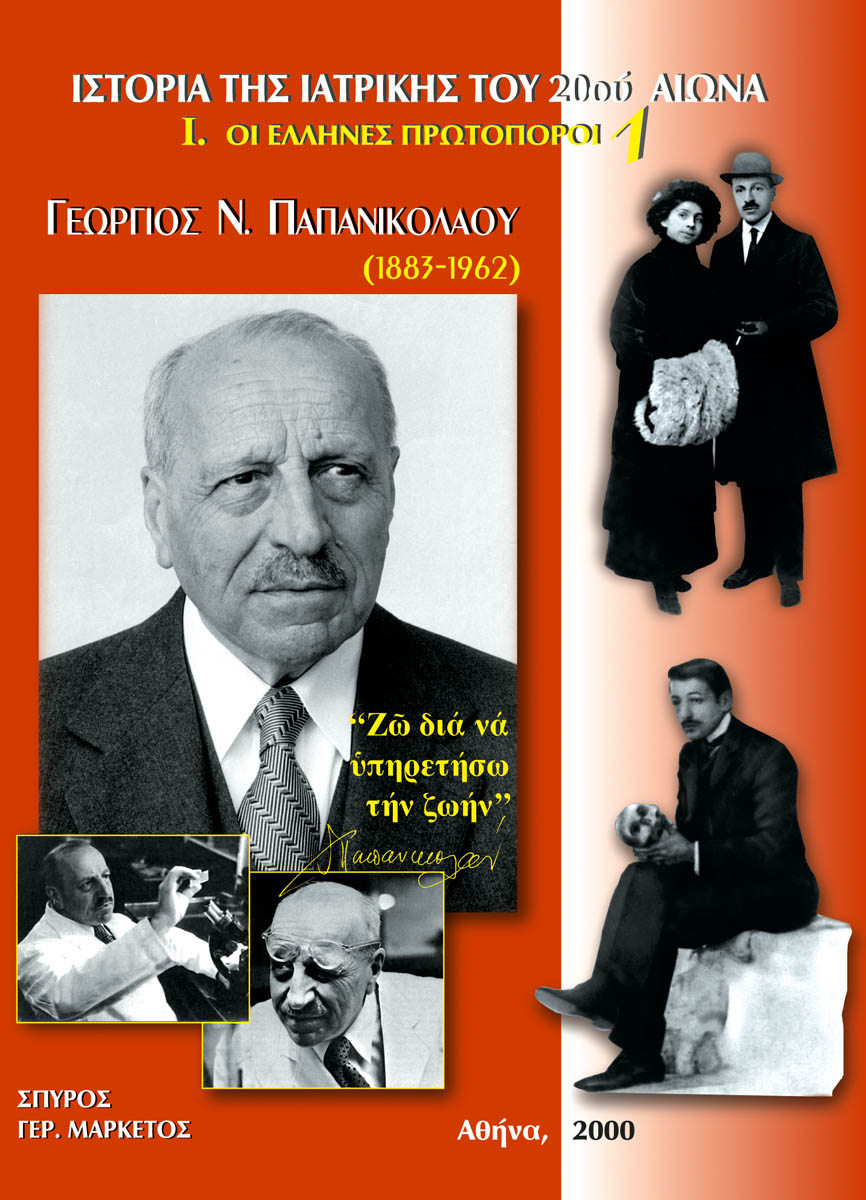 ΙΣΤΟΡΙΑ ΤΗΣ ΙΑΤΡΙΚΗΣ ΤΟΥ 20ού ΑΙΩΝΑ
Ι. ΟΙ ΕΛΛΗΝΕΣ ΠΡΩΤΟΠΟΡΟΙ 1
ΓΕΩΡΓΙΟΣ Ν. ΠΑΠΑΝΙΚΟΛΑΟΥ
(1883-1962)
“Ζῶ διά νά
ὑπηρετήσω
τήν ζωήν”
Γ Παπανικολάου
ΣΠΥΡΟΣ
ΓΕΡ. ΜΑΡΚΕΤΟΣ
Αθήνα, 2000